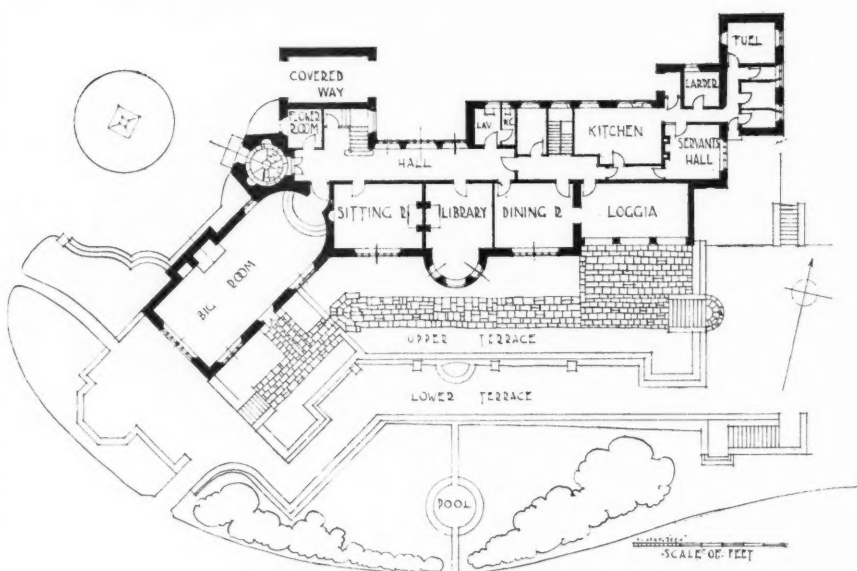 FUEL
COVERED
WAY
LARDER
FLOWER
ROOM
LAV.
W.C.
KITCHEN
SERVANTS
HALL
HALL
SITTING R
LIBRARY
DINING R
LOGGIA
BIG ROOM
UPPER TERRACE
LOWER TERRACE
POOL
SCALE OF FEET